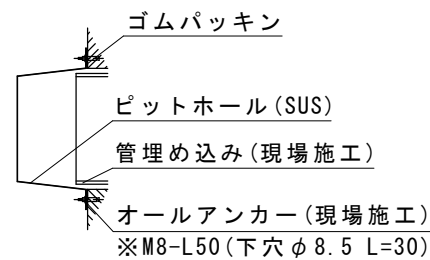 ゴムパッキン
ピットホール(SUS)
管埋め込み(現場施工)
オールアンカー(現場施工)
※M8-L50(下穴φ8.5 L=30)